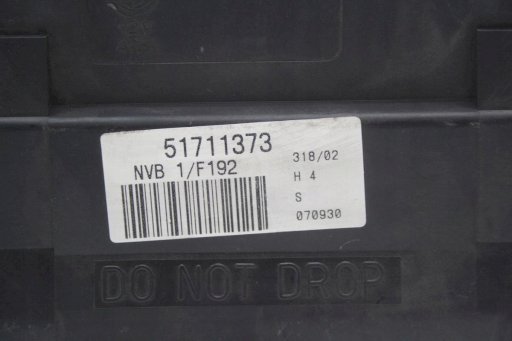 51711373
NVB 1/F192
318/02
H 4
S
070930
DO NOT DROP